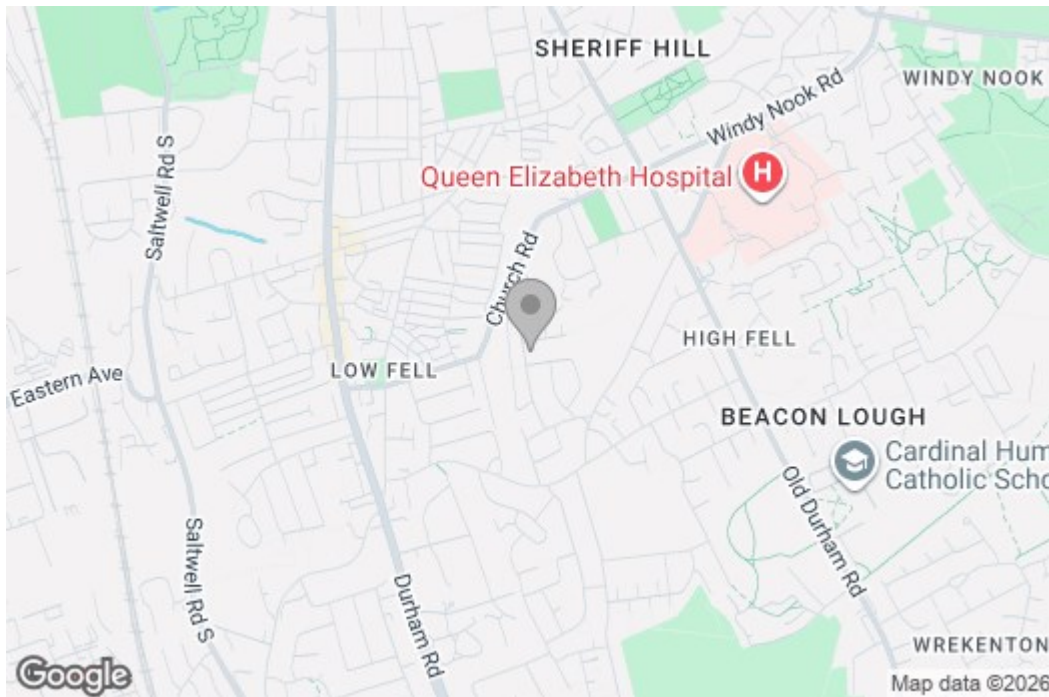 SHERIFF HILL
WINDY NOOK
Windy Nook Rd
Queen Elizabeth Hospital
H
Saltwell Rd S
Church Rd
HIGH FELL
LOW FELL
Eastern Ave
BEACON LOUGH
Cardinal Hum
Catholic Scho
Old Durham Rd
Saltwell Rd S
Durham Rd
WREKENTON
Google
Map data ©2026